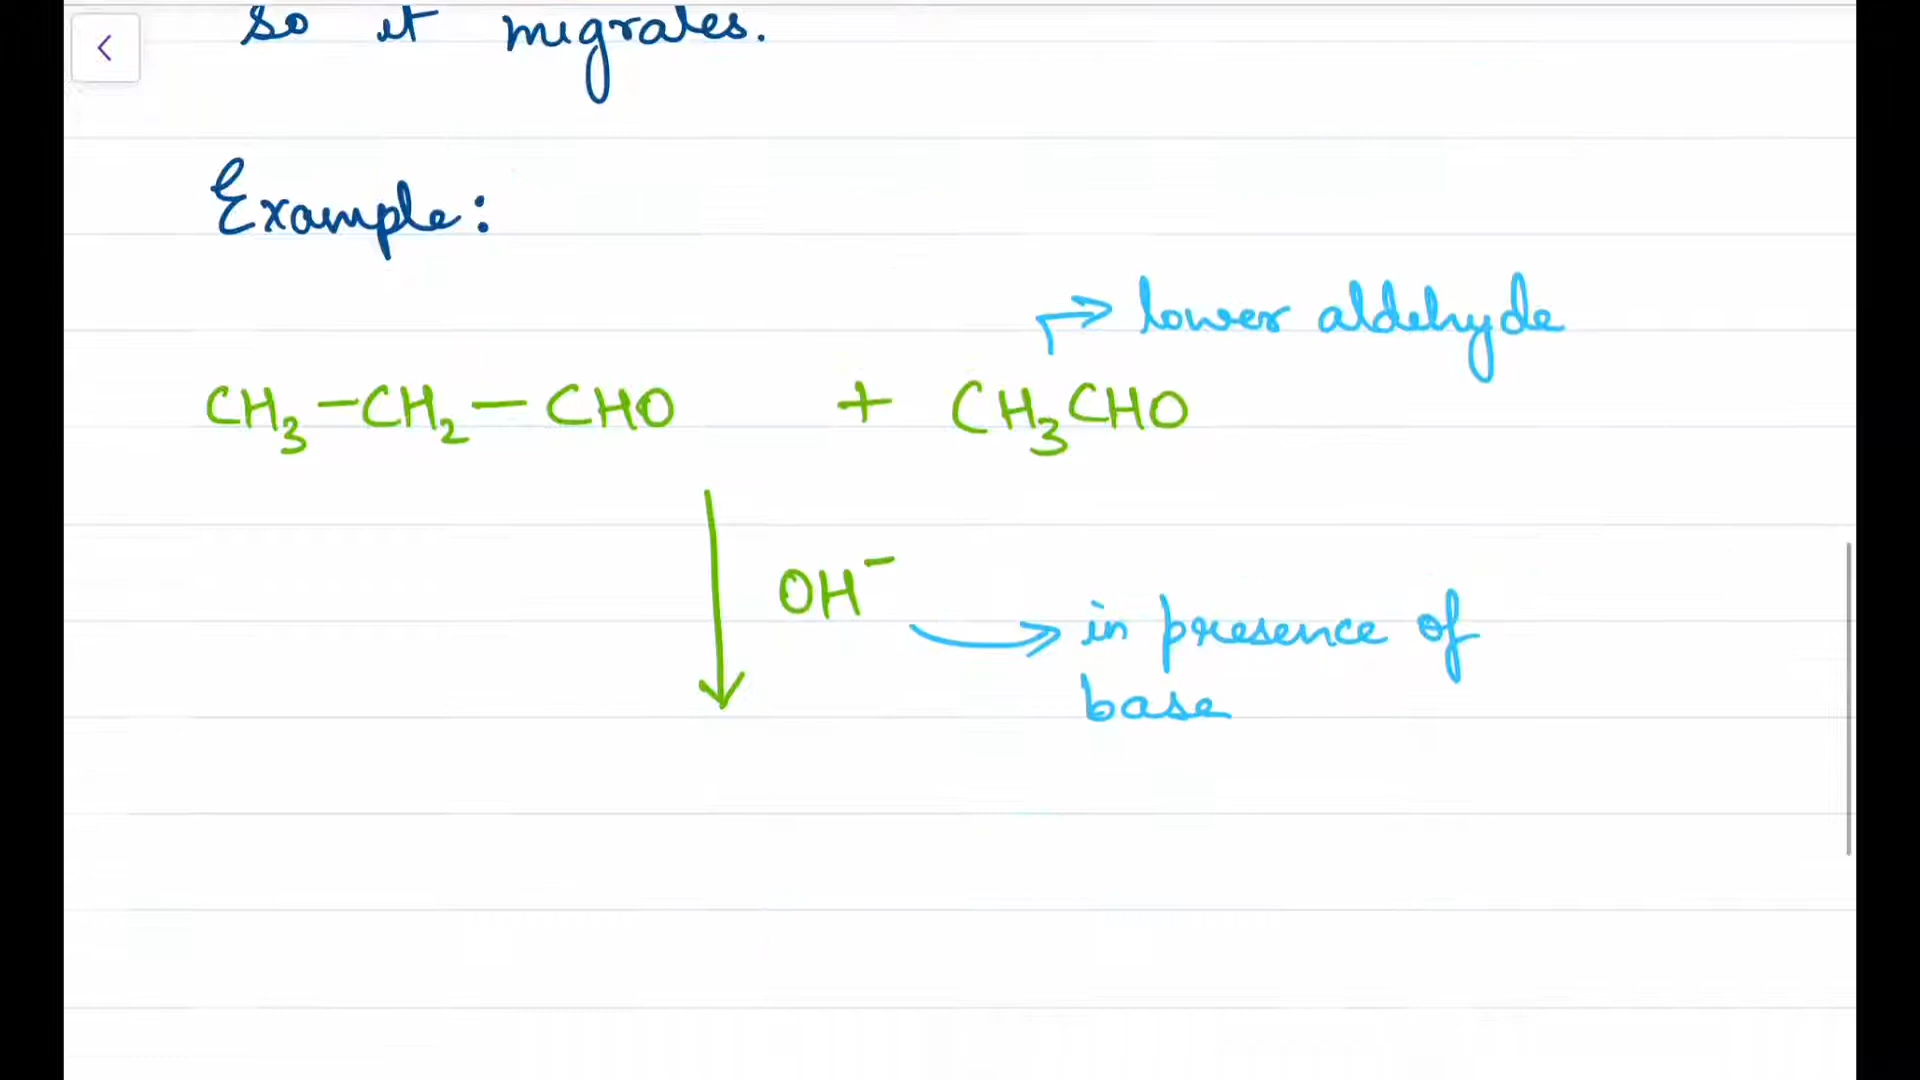 so it migrates.
Example:
→ lower aldehyde
CH₃-CH₂-CHO + CH₃CHO
OH⁻
→ in presence of
base